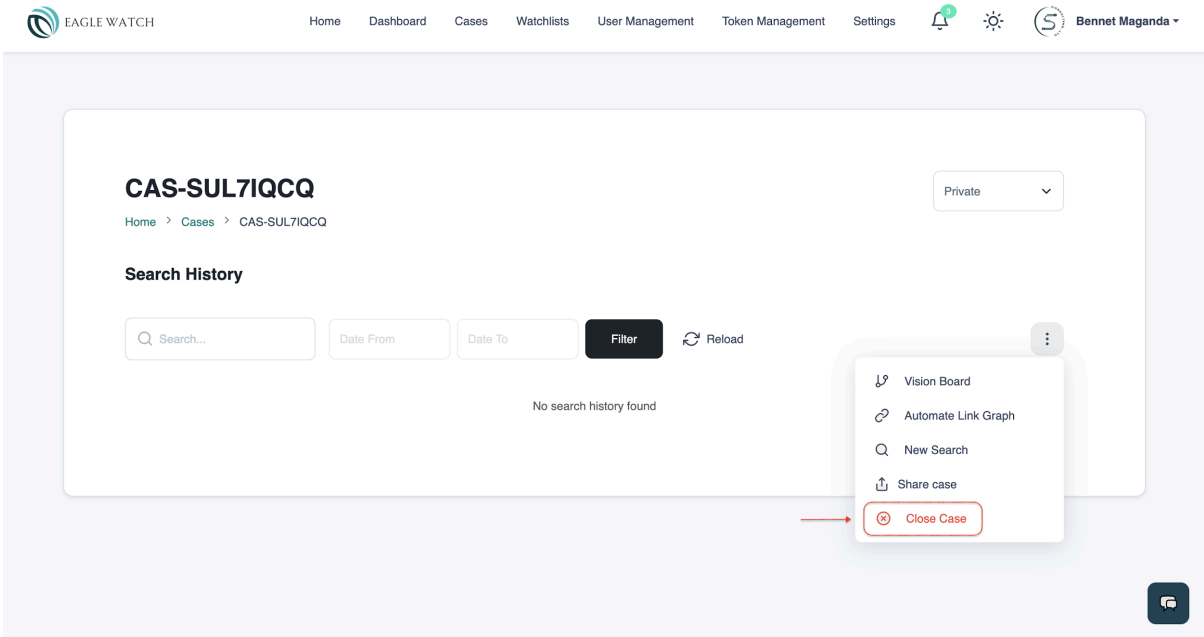 EAGLE WATCH
Home Dashboard Cases Watchlists User Management Token Management Settings 3 Bennet Maganda
CAS-SUL7IQCQ
Private
Home > Cases > CAS-SUL7IQCQ
Search History
Search... Date From Date To Filter Reload
No search history found
Vision Board
Automate Link Graph
New Search
Share case
Close Case